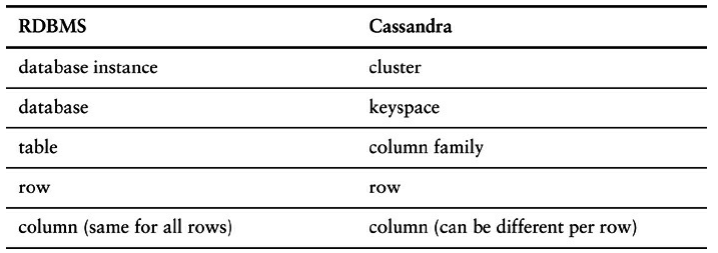 RDBMS Cassandra
database instance cluster
database keyspace
table column family
row row
column (same for all rows) column (can be different per row)